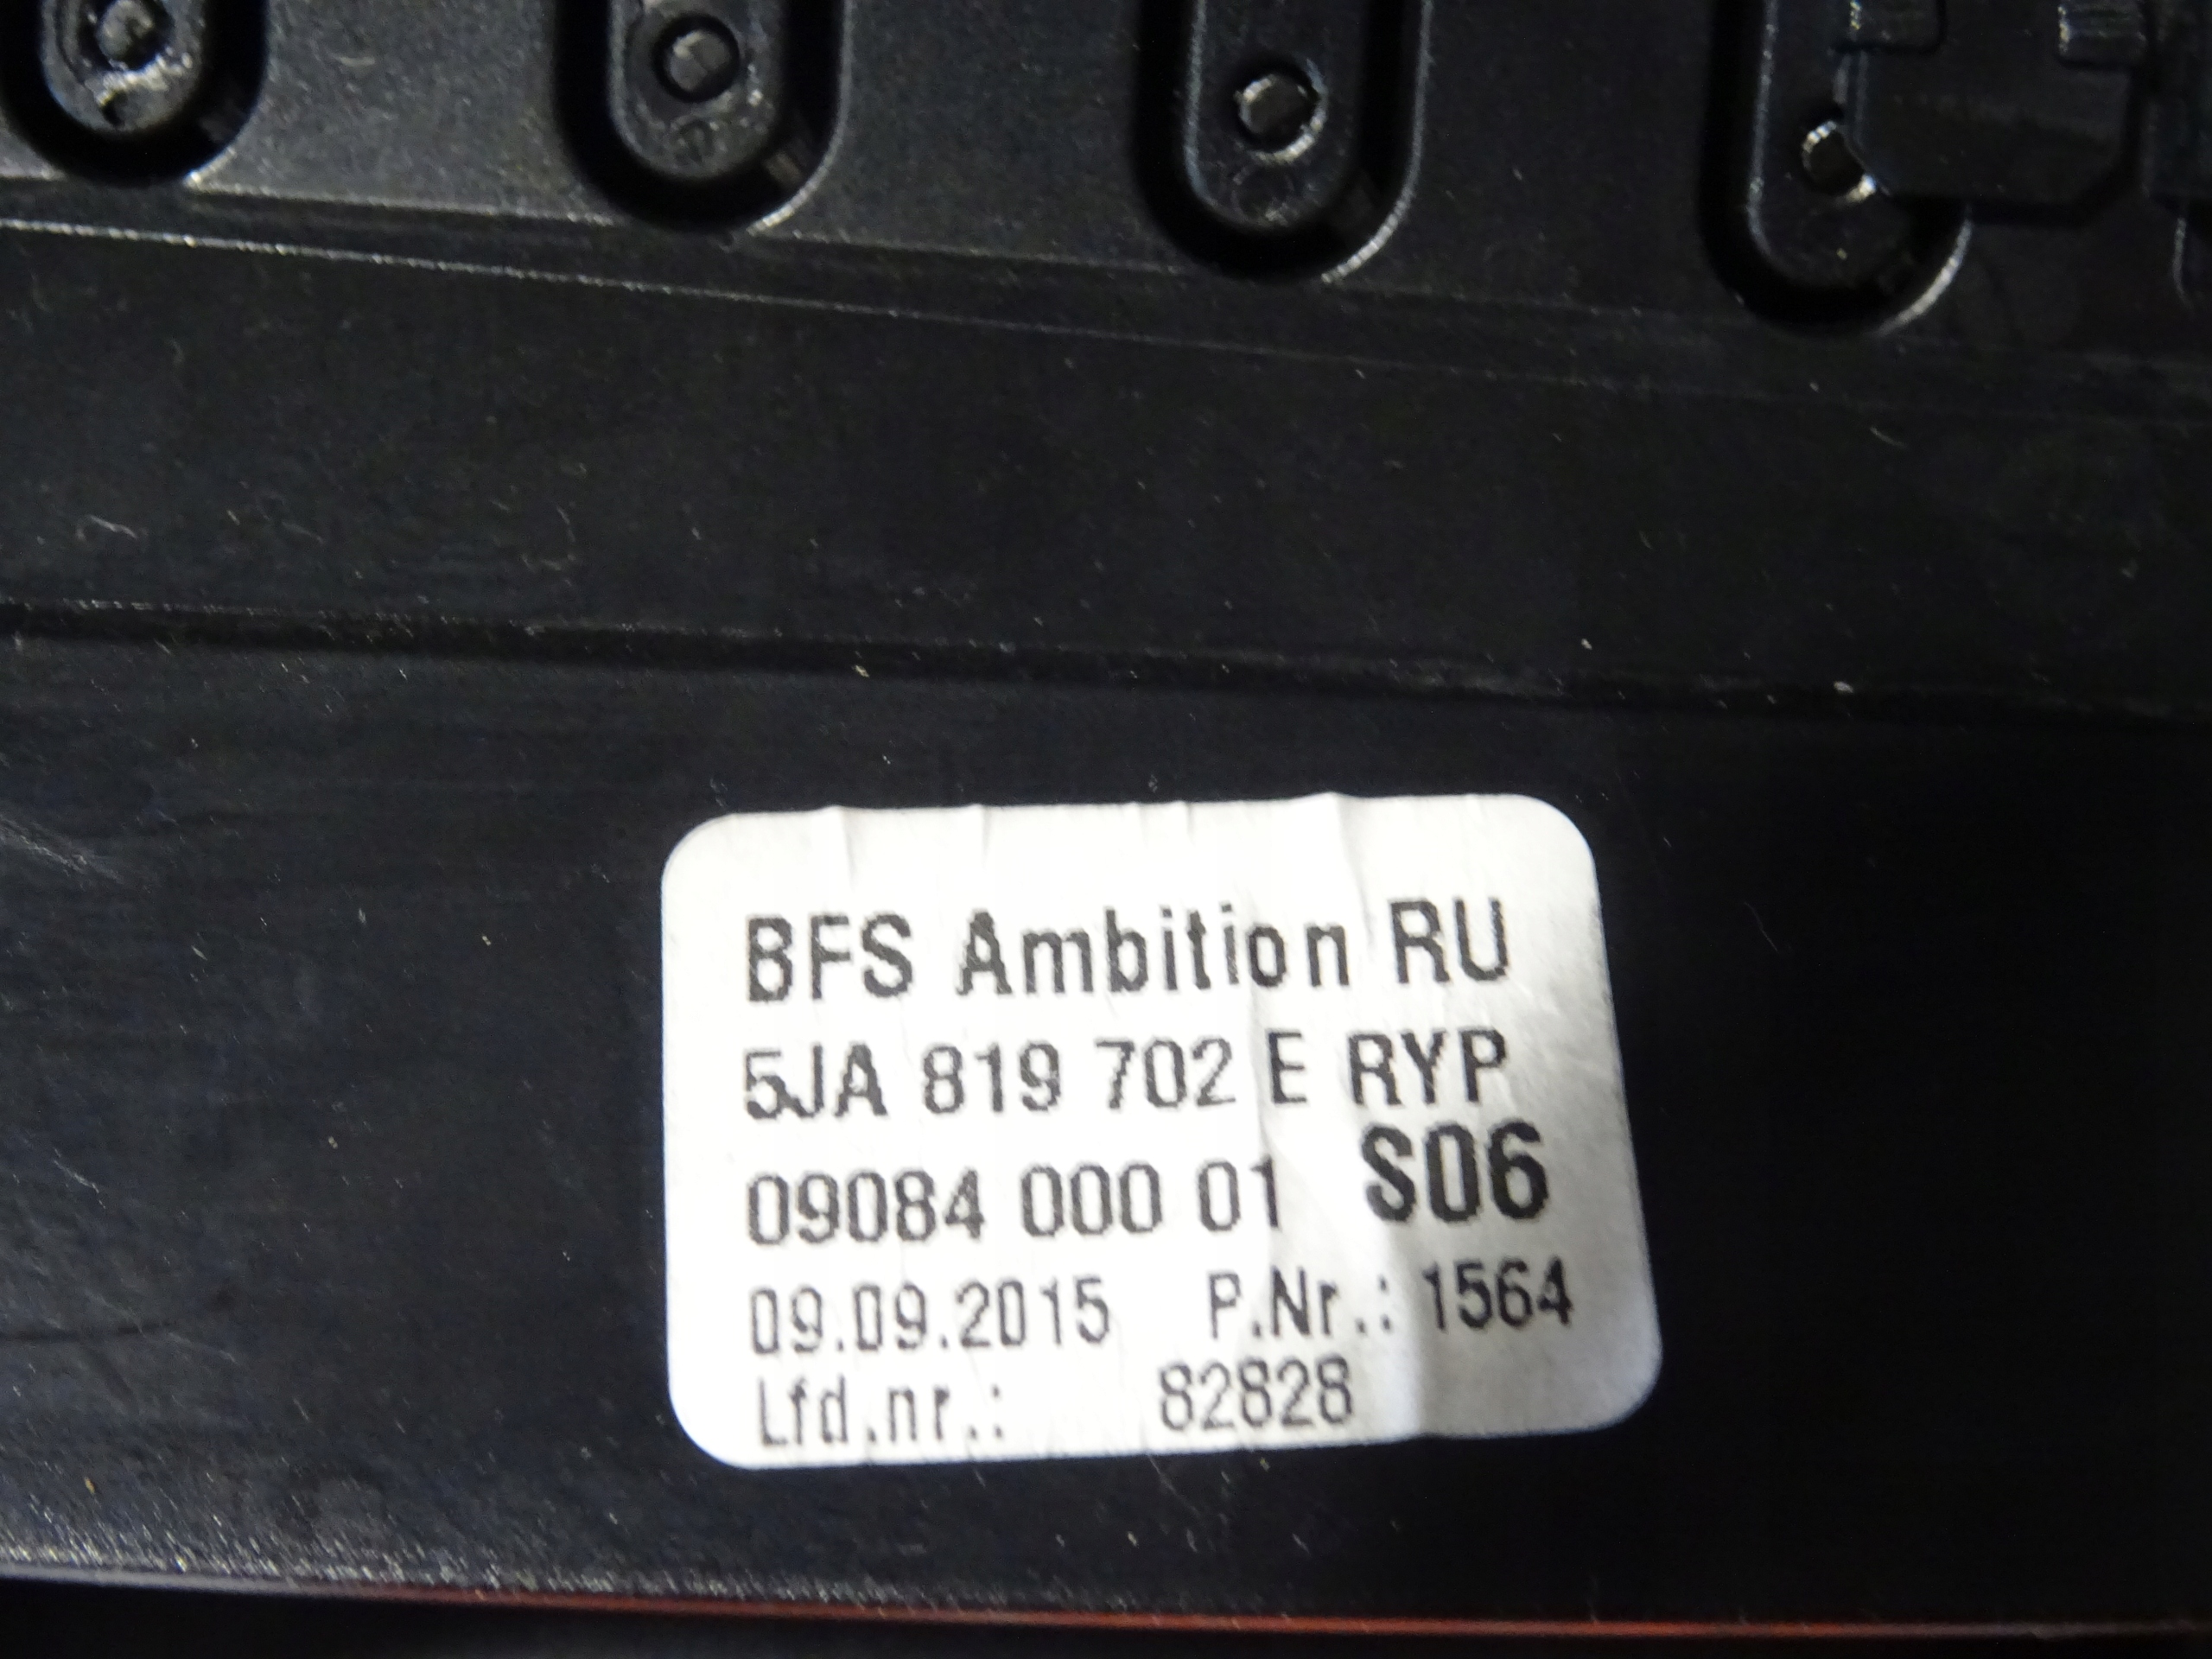 BFS Ambition RU
5JA 819 702 E RYP
09084 000 01 S06
09.09.2015 P.Nr.: 1564
Lfd.nr.: 82828